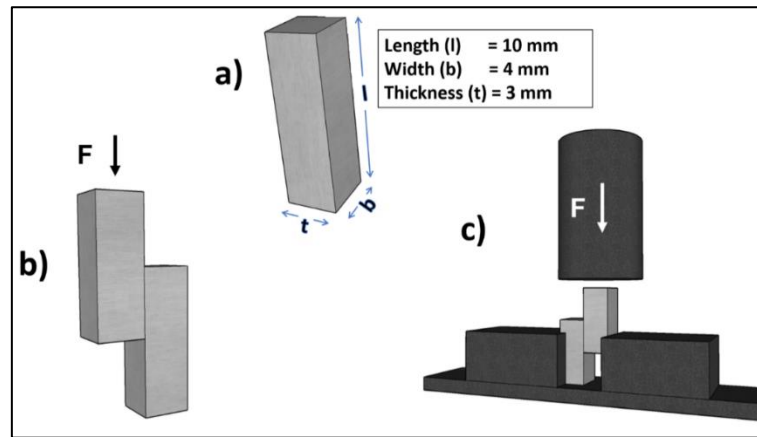 a)
Length (l) = 10 mm
Width (b) = 4 mm
Thickness (t) = 3 mm
l
b
t
F
b)
c)
F